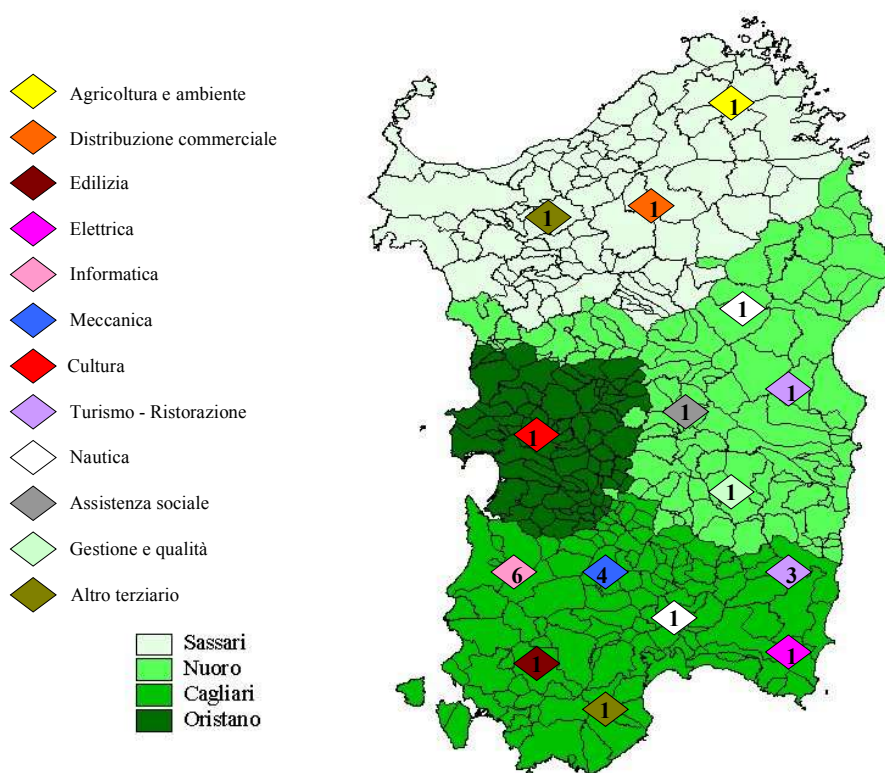 Agricoltura e ambiente
Distribuzione commerciale
Edilizia
Elettrica
Informatica
Meccanica
Cultura
Turismo - Ristorazione
Nautica
Assistenza sociale
Gestione e qualità
Altro terziario
Sassari
Nuoro
Cagliari
Oristano
1
1
1
1
1
1
1
1
6
4
3
1
1
1
1